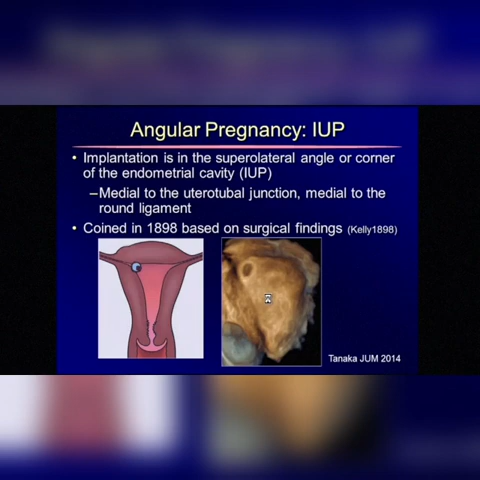 Angular Pregnancy: IUP
• Implantation is in the superolateral angle or corner
of the endometrial cavity (IUP)
–Medial to the uterotubal junction, medial to the
round ligament
• Coined in 1898 based on surgical findings (Kelly1898)
Tanaka JUM 2014